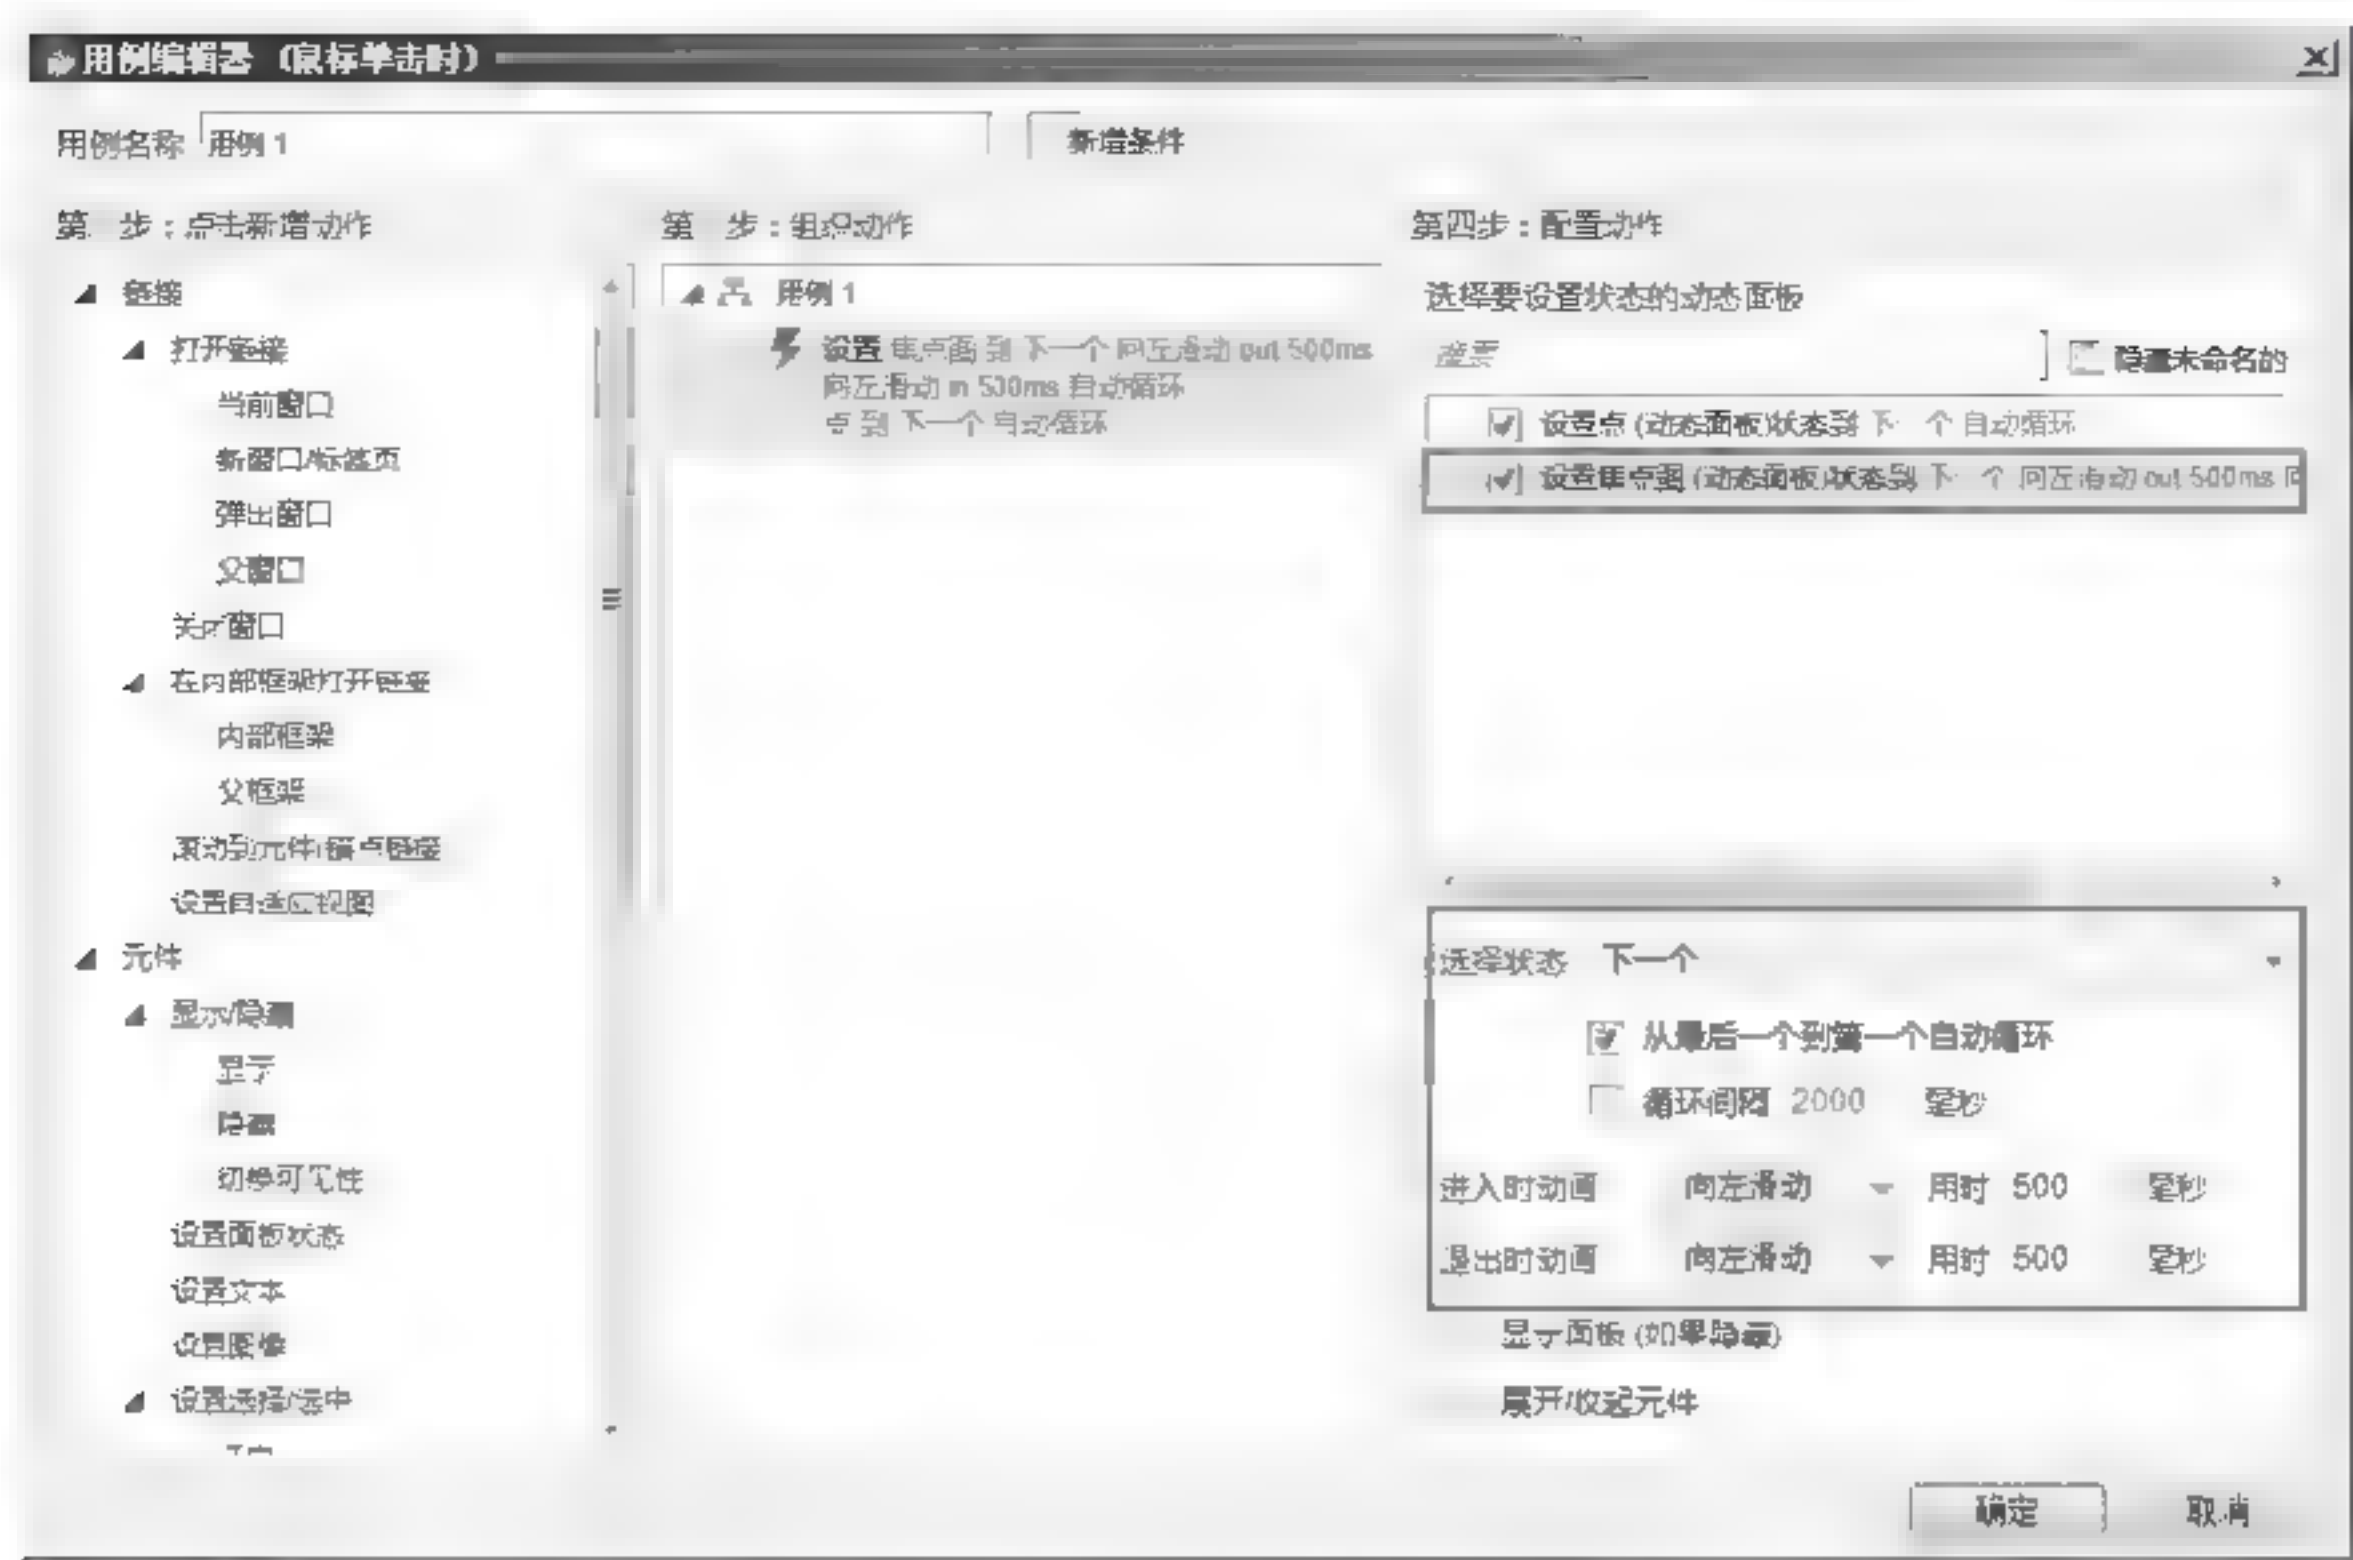 用例编辑器 (鼠标单击时)
用例名称 用例 1
新增条件
第 步：点击新增动作
链接
打开链接
当前窗口
新窗口/标签页
弹出窗口
父窗口
关闭窗口
在内部框架打开链接
内部框架
父框架
滚动到元件<锚点链接
设置自适应视图
元件
显示/隐藏
显示
隐藏
切换可见性
设置面板状态
设置文本
设置图像
设置选择/选中
第 步：组织动作
用例 1
设置 焦点图 到 下一个 向左滑动 out 500ms
向左滑动 in 500ms 自动循环
点 到 下一个 自动循环
第四步：配置动作
选择要设置状态的动态面板
隐藏未命名的
设置点 (动态面板)状态到 下一个 自动循环
设置焦点图 (动态面板)状态到 下一个 向左滑动 out 500ms 向
选择状态 下一个
从最后一个到第一个自动循环
循环间隔 2000 毫秒
进入时动画 向左滑动 用时 500 毫秒
退出时动画 向左滑动 用时 500 毫秒
显示面板 (如果隐藏)
展开/收起元件
确定 取消